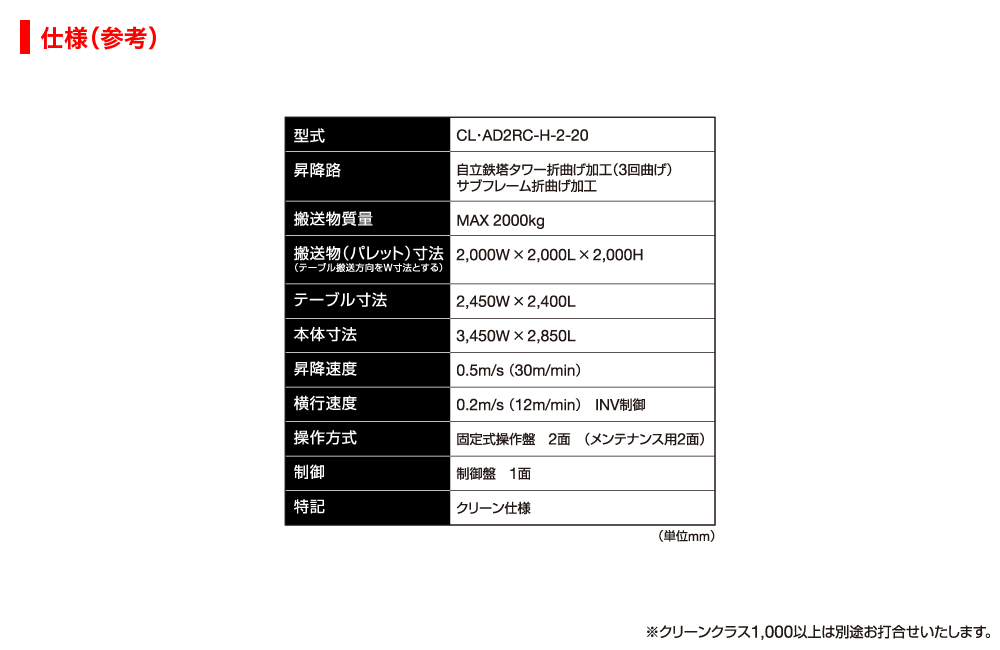 仕様（参考）
型式 CL･AD2RC-H-2-20
昇降路 自立鉄塔タワー折曲げ加工（3回曲げ）
サブフレーム折曲げ加工
搬送物質量 MAX 2000kg
搬送物（パレット）寸法 2,000W×2,000L×2,000H
（テーブル搬送方向をW寸法とする）
テーブル寸法 2,450W×2,400L
本体寸法 3,450W×2,850L
昇降速度 0.5m/s（30m/min）
横行速度 0.2m/s（12m/min）　INV制御
操作方式 固定式操作盤　2面　（メンテナンス用2面）
制御 制御盤　1面
特記 クリーン仕様
（単位mm）
※クリーンクラス1,000以上は別途お打合せいたします。